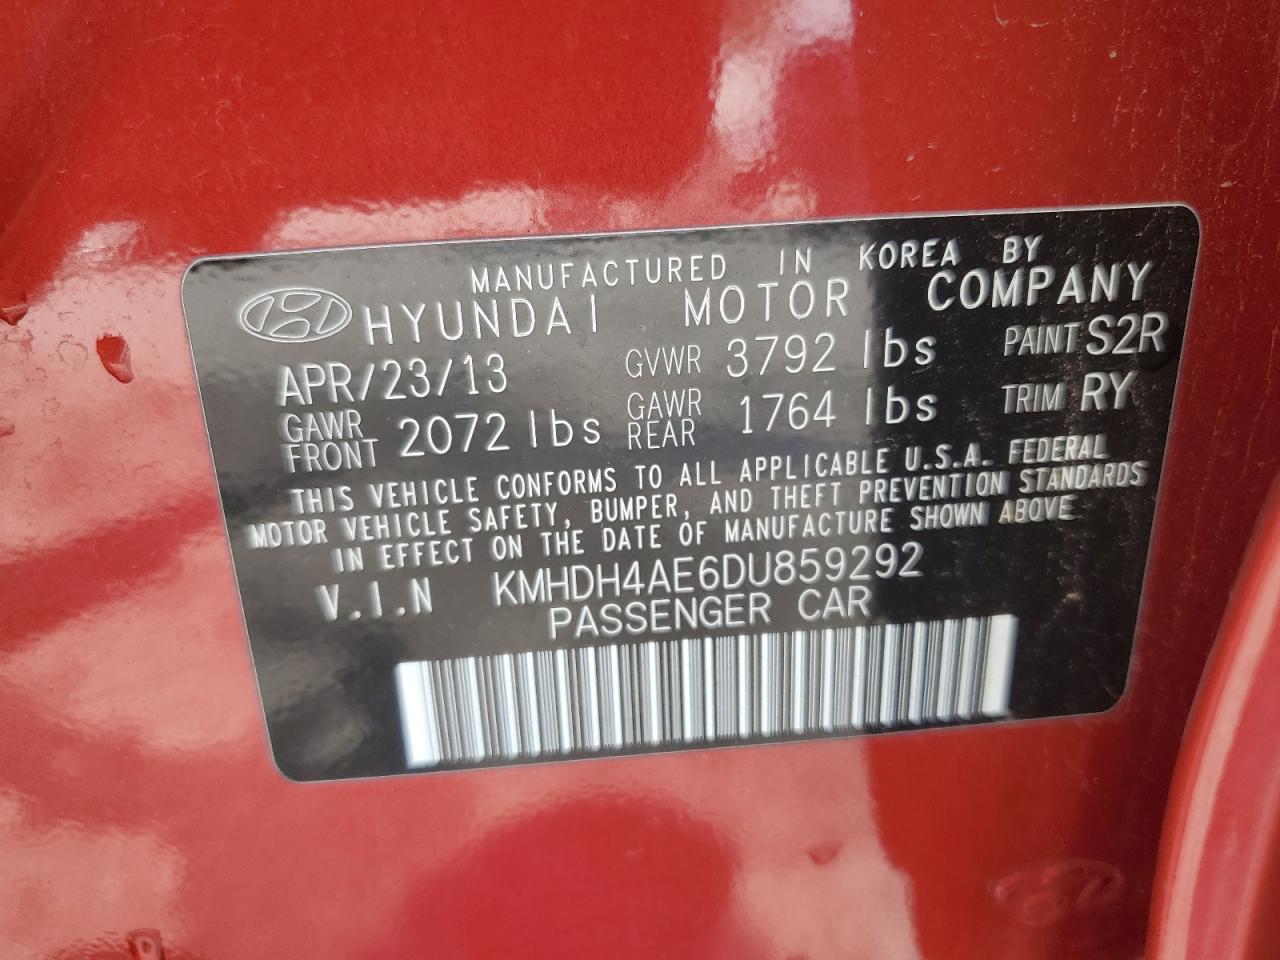 MANUFACTURED IN KOREA BY
HYUNDAI MOTOR COMPANY
APR/23/13 GVWR 3792 lbs PAINT S2R
GAWR FRONT 2072 lbs GAWR REAR 1764 lbs TRIM RY
THIS VEHICLE CONFORMS TO ALL APPLICABLE U.S.A. FEDERAL
MOTOR VEHICLE SAFETY, BUMPER, AND THEFT PREVENTION STANDARDS
IN EFFECT ON THE DATE OF MANUFACTURE SHOWN ABOVE
V.I.N KMHDH4AE6DU859292
PASSENGER CAR